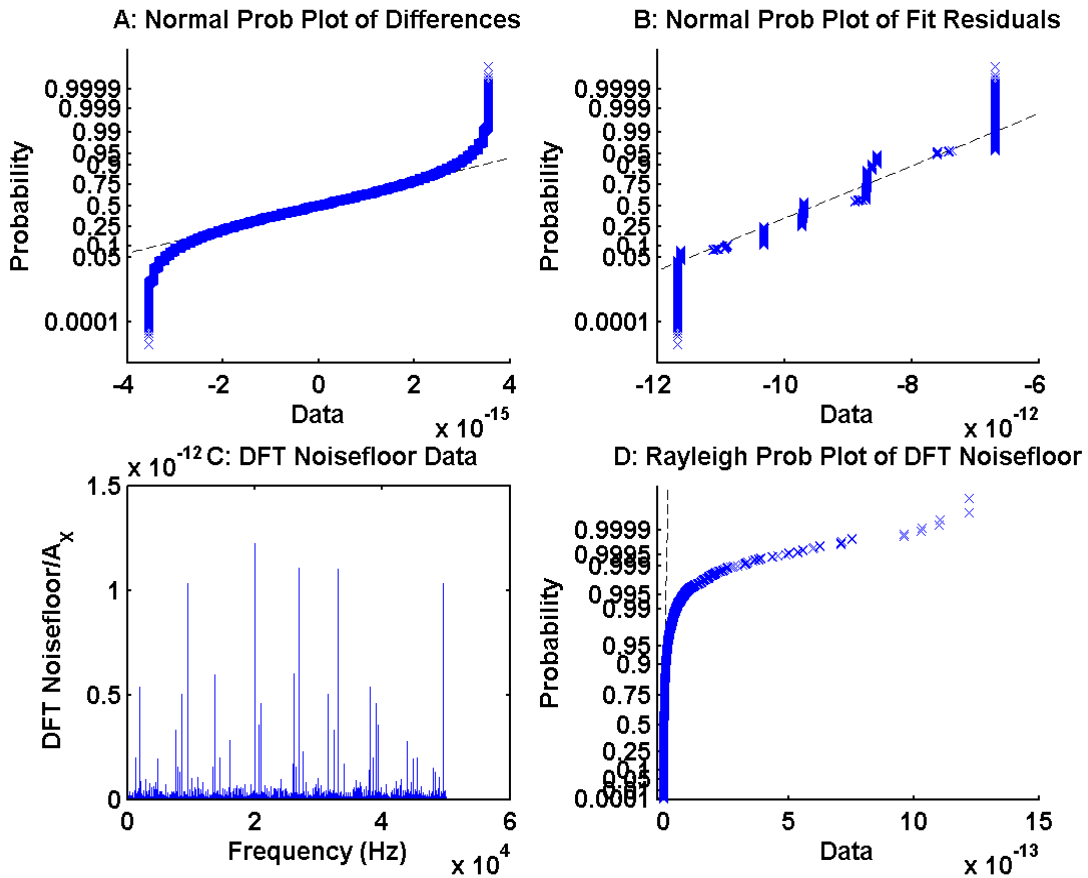 A: Normal Prob Plot of Differences
Probability
0.9999
0.999
0.99
0.95
0.9
0.75
0.5
0.25
0.1
0.05
0.0001
-4 -2 0 2 4
Data
x 10^-15
B: Normal Prob Plot of Fit Residuals
Probability
0.9999
0.999
0.99
0.95
0.9
0.75
0.5
0.25
0.1
0.05
0.0001
-12 -10 -8 -6
Data
x 10^-12
x 10^-12 C: DFT Noisefloor Data
DFT Noisefloor/A_X
1.5
1
0.5
0
0 2 4 6
Frequency (Hz)
x 10^4
D: Rayleigh Prob Plot of DFT Noisefloor
Probability
0.9999
0.9995
0.999
0.995
0.99
0.95
0.9
0.75
0.5
0.25
0.1
0.05
0.01
0.0001
0 5 10 15
Data
x 10^-13